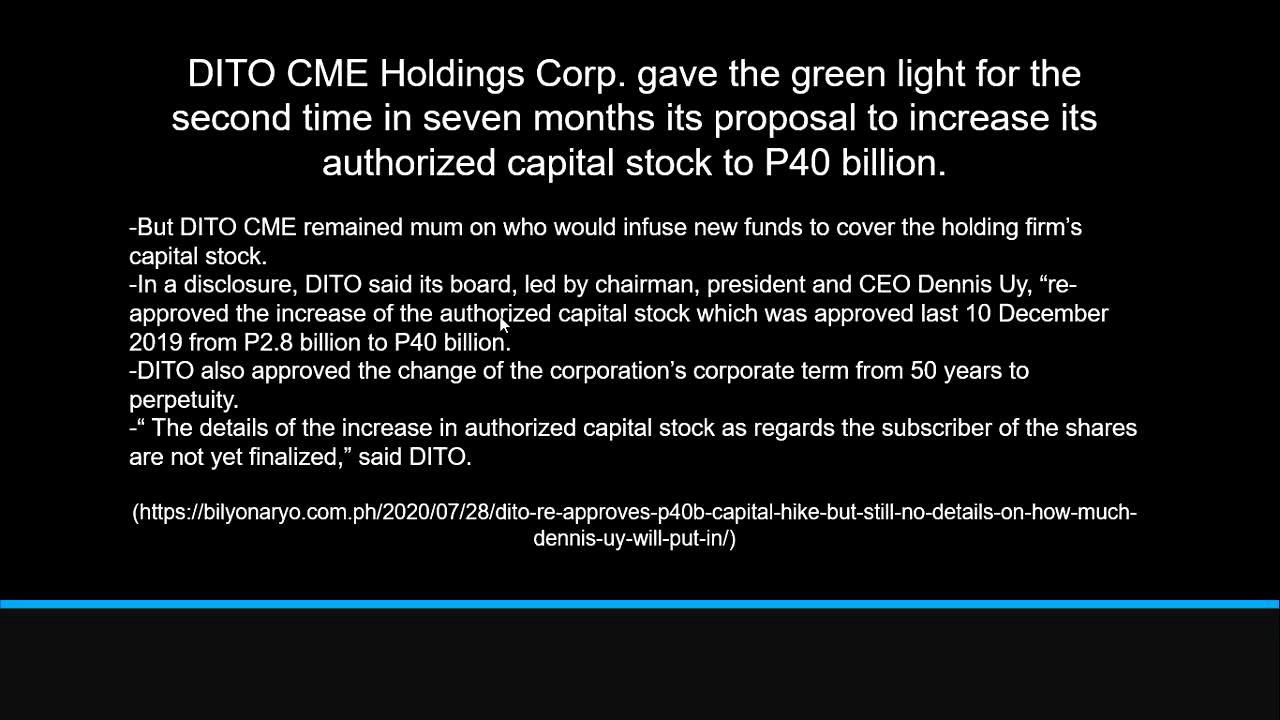 DITO CME Holdings Corp. gave the green light for the
second time in seven months its proposal to increase its
authorized capital stock to P40 billion.
-But DITO CME remained mum on who would infuse new funds to cover the holding firm’s
capital stock.
-In a disclosure, DITO said its board, led by chairman, president and CEO Dennis Uy, “re-
approved the increase of the authorized capital stock which was approved last 10 December
2019 from P2.8 billion to P40 billion.
-DITO also approved the change of the corporation’s corporate term from 50 years to
perpetuity.
-“ The details of the increase in authorized capital stock as regards the subscriber of the shares
are not yet finalized,” said DITO.
(https://bilyonaryo.com.ph/2020/07/28/dito-re-approves-p40b-capital-hike-but-still-no-details-on-how-much-
dennis-uy-will-put-in/)